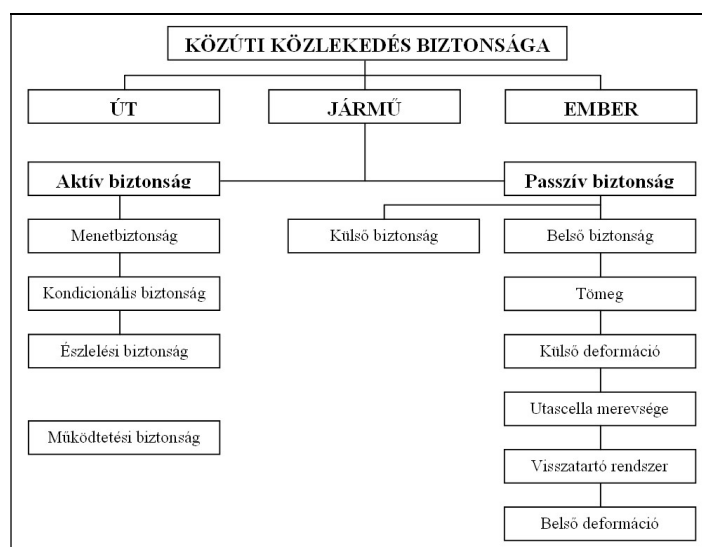 KÖZÚTI KÖZLEKEDÉS BIZTONSÁGA
ÚT
JÁRMŰ
EMBER
Aktív biztonság
Passzív biztonság
Menetbiztonság
Külső biztonság
Belső biztonság
Kondicionális biztonság
Tömeg
Észlelési biztonság
Külső deformáció
Utascella merevsége
Működtetési biztonság
Visszatartó rendszer
Belső deformáció